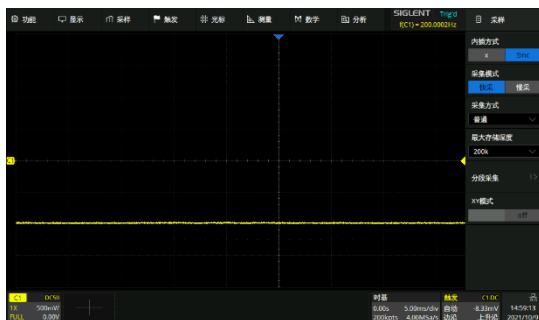 功能 显示 采样 触发 光标 测量 数学 分析 SIGLENT Trig'd 采样
f(C1) = 200.0002Hz
内插方式
x Sinc
采集模式
快采 慢采
采集方式
普通
最大存储深度
200k
分段采集
XY模式
off
C1
C1 DC50
1X 500mV/
FULL 0.00V
时基
0.00s 5.00ms/div
200kpts 4.00MSa/s
触发 C1 DC
自动 -8.33mV
边沿 上升沿
14:59:13
2021/10/9